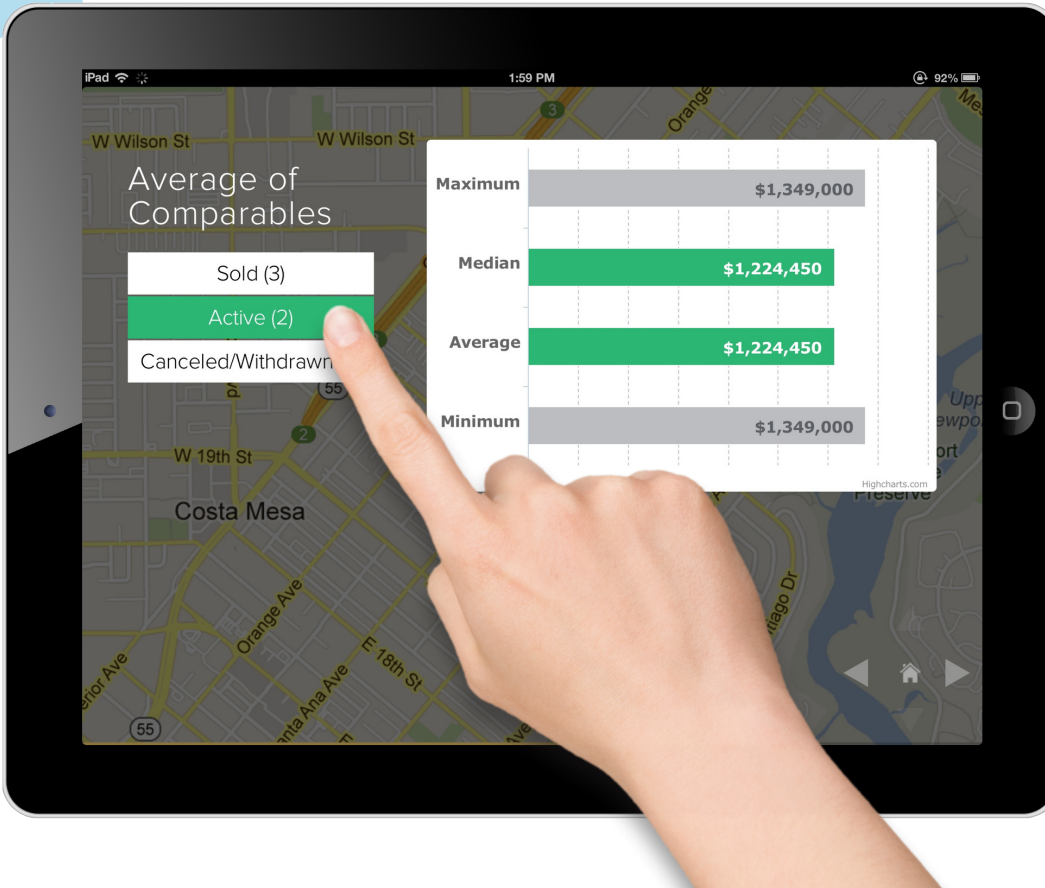 iPad
1:59 PM
92%
3
Orange
W Wilson St
W Wilson St
Average of
Comparables
Sold (3)
Active (2)
Canceled/Withdrawn
Maximum
$1,349,000
Median
$1,224,450
Average
$1,224,450
Minimum
$1,349,000
Highcharts.com
55
2
W 19th St
Costa Mesa
Preserve
Orange Ave
E 18th St
55